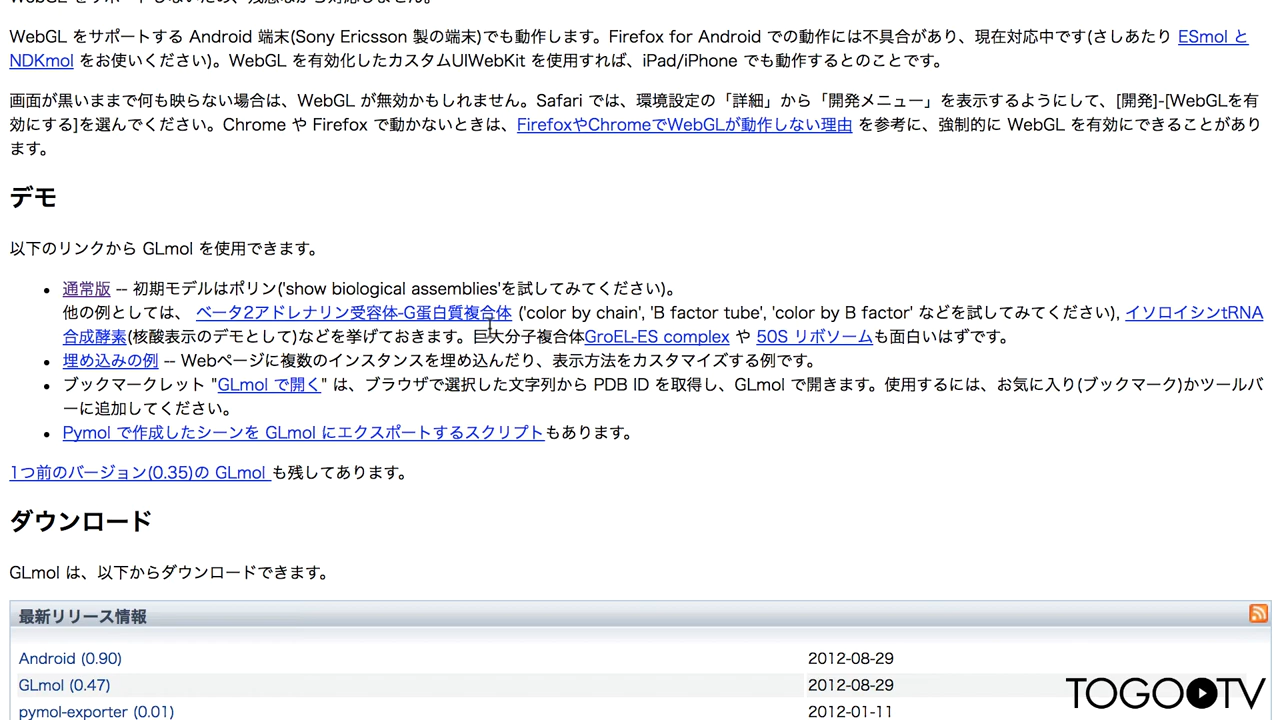 WebGL をサポートする Android 端末(Sony Ericsson 製の端末)でも動作します。Firefox for Android での動作には不具合があり、現在対応中です(さしあたり ESmol と
NDKmol をお使いください)。WebGL を有効化したカスタムUIWebKit を使用すれば、iPad/iPhone でも動作するとのことです。
画面が黒いままで何も映らない場合は、WebGL が無効かもしれません。Safari では、環境設定の「詳細」から「開発メニュー」を表示するようにして、[開発]-[WebGLを有
効にする]を選んでください。Chrome や Firefox で動かないときは、FirefoxやChromeでWebGLが動作しない理由 を参考に、強制的に WebGL を有効にできることがあり
ます。
デモ
以下のリンクから GLmol を使用できます。
• 通常版 -- 初期モデルはポリン('show biological assemblies'を試してみてください)。
他の例としては、 ベータ2アドレナリン受容体-G蛋白質複合体 ('color by chain', 'B factor tube', 'color by B factor' などを試してみてください), イソロイシンtRNA
合成酵素(核酸表示のデモとして)などを挙げておきます。巨大分子複合体GroEL-ES complex や 50S リボソームも面白いはずです。
• 埋め込みの例 -- Webページに複数のインスタンスを埋め込んだり、表示方法をカスタマイズする例です。
• ブックマークレット "GLmol で開く" は、ブラウザで選択した文字列から PDB ID を取得し、GLmol で開きます。使用するには、お気に入り(ブックマーク)かツールバ
ーに追加してください。
• Pymol で作成したシーンを GLmol にエクスポートするスクリプトもあります。
1つ前のバージョン(0.35)の GLmol も残してあります。
ダウンロード
GLmol は、以下からダウンロードできます。
最新リリース情報
Android (0.90) 2012-08-29
GLmol (0.47) 2012-08-29
pymol-exporter (0.01) 2012-01-11
TOGOTV